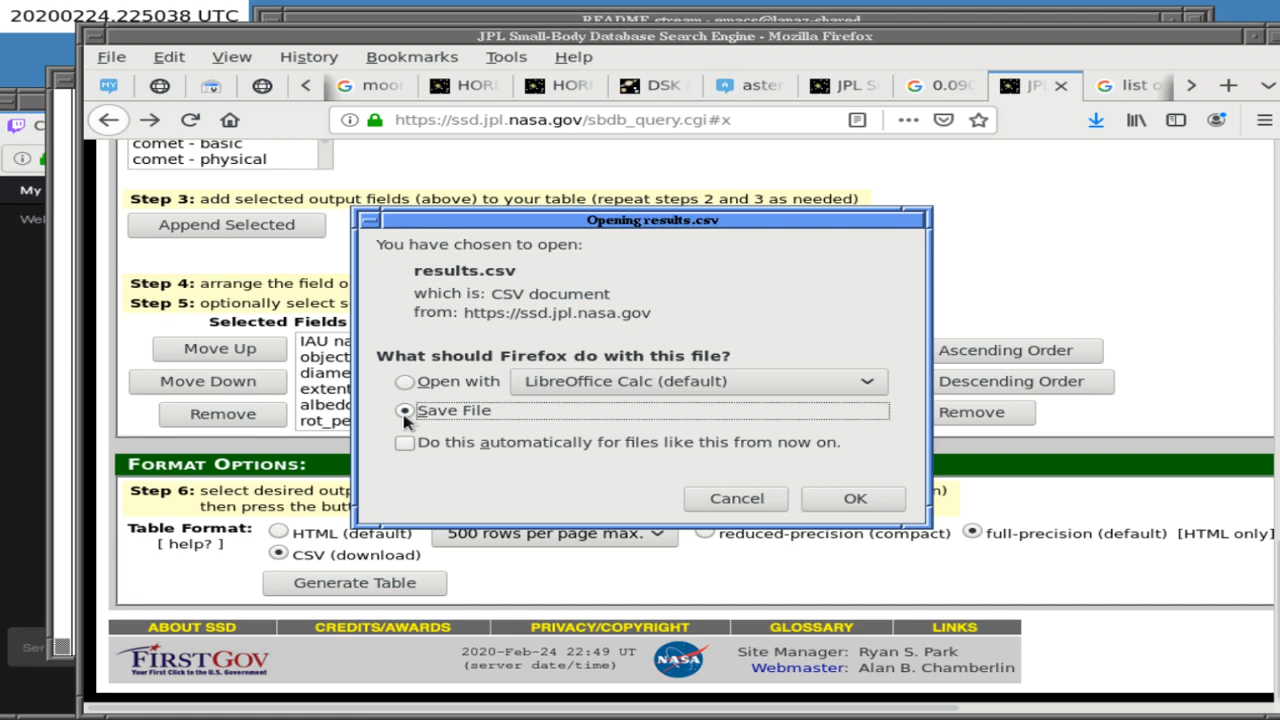 20200224.225038 UTC
README stream - emacs@lapaz-shared
JPL Small-Body Database Search Engine - Mozilla Firefox
File Edit View History Bookmarks Tools Help
moo HOR HOR DSK aster JPL S 0.090 JP list o
https://ssd.jpl.nasa.gov/sbdb_query.cgi#x
My
Wel
Ser
comet - basic
comet - physical
Step 3: add selected output fields (above) to your table (repeat steps 2 and 3 as needed)
Append Selected
Step 4: arrange the field o
Step 5: optionally select s
Selected Fields
Move Up
Move Down
Remove
IAU na
object
diame
extent
albedo
rot_pe
Ascending Order
Descending Order
Remove
Opening results.csv
You have chosen to open:
results.csv
which is: CSV document
from: https://ssd.jpl.nasa.gov
What should Firefox do with this file?
Open with LibreOffice Calc (default)
Save File
Do this automatically for files like this from now on.
Cancel OK
FORMAT OPTIONS:
Step 6: select desired outp n)
then press the but
Table Format: HTML (default) 500 rows per page max. reduced-precision (compact) full-precision (default) [HTML only]
[ help? ] CSV (download)
Generate Table
ABOUT SSD CREDITS/AWARDS PRIVACY/COPYRIGHT GLOSSARY LINKS
FIRSTGOV
Your First Click to the U.S. Government
2020-Feb-24 22:49 UT
(server date/time)
NASA
Site Manager: Ryan S. Park
Webmaster: Alan B. Chamberlin